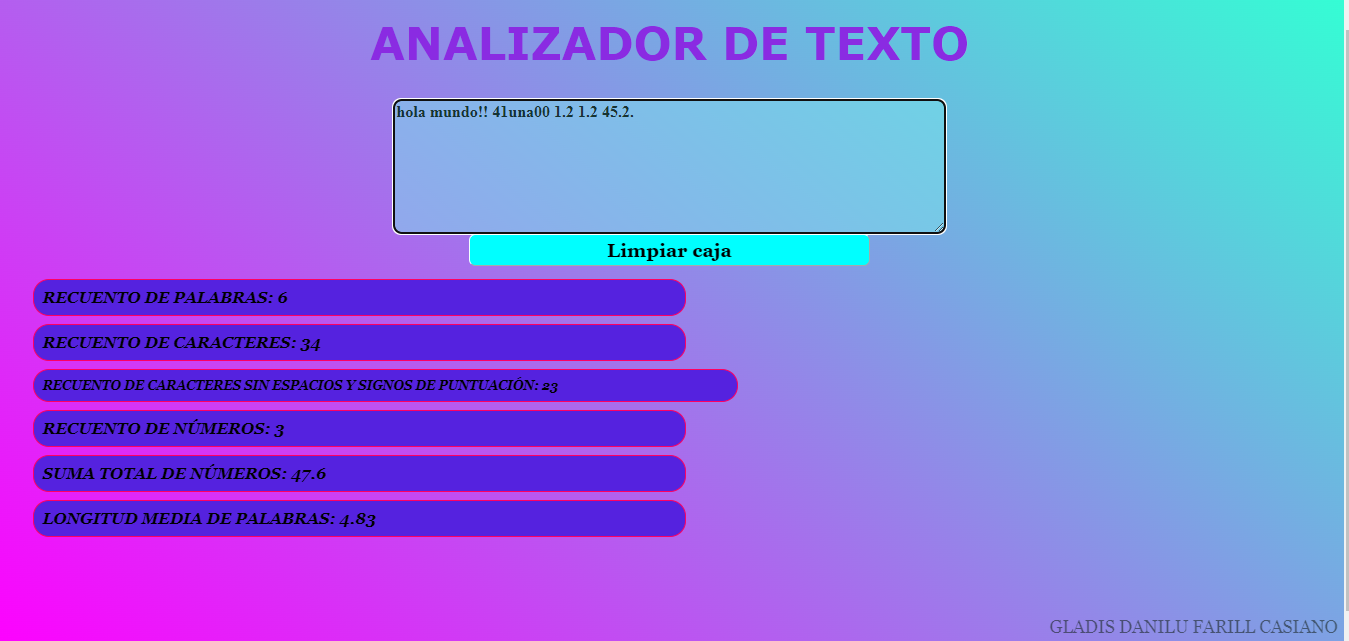 ANALIZADOR DE TEXTO
hola mundo!! 41una00 1.2 1.2 45.2.
Limpiar caja
RECUENTO DE PALABRAS: 6
RECUENTO DE CARACTERES: 34
RECUENTO DE CARACTERES SIN ESPACIOS Y SIGNOS DE PUNTUACIÓN: 23
RECUENTO DE NÚMEROS: 3
SUMA TOTAL DE NÚMEROS: 47.6
LONGITUD MEDIA DE PALABRAS: 4.83
GLADIS DANILU FARILL CASIANO